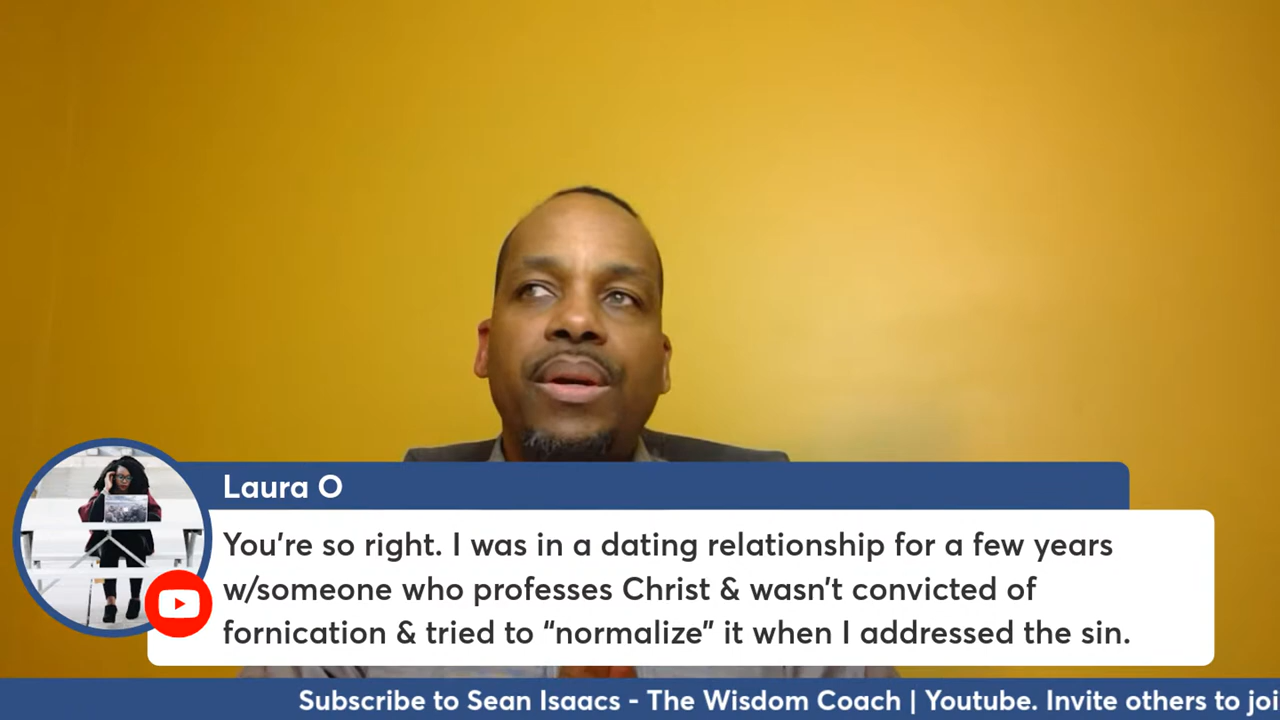 Laura O
You're so right. I was in a dating relationship for a few years
w/someone who professes Christ & wasn't convicted of
fornication & tried to “normalize” it when I addressed the sin.
Subscribe to Sean Isaacs - The Wisdom Coach | Youtube. Invite others to joi